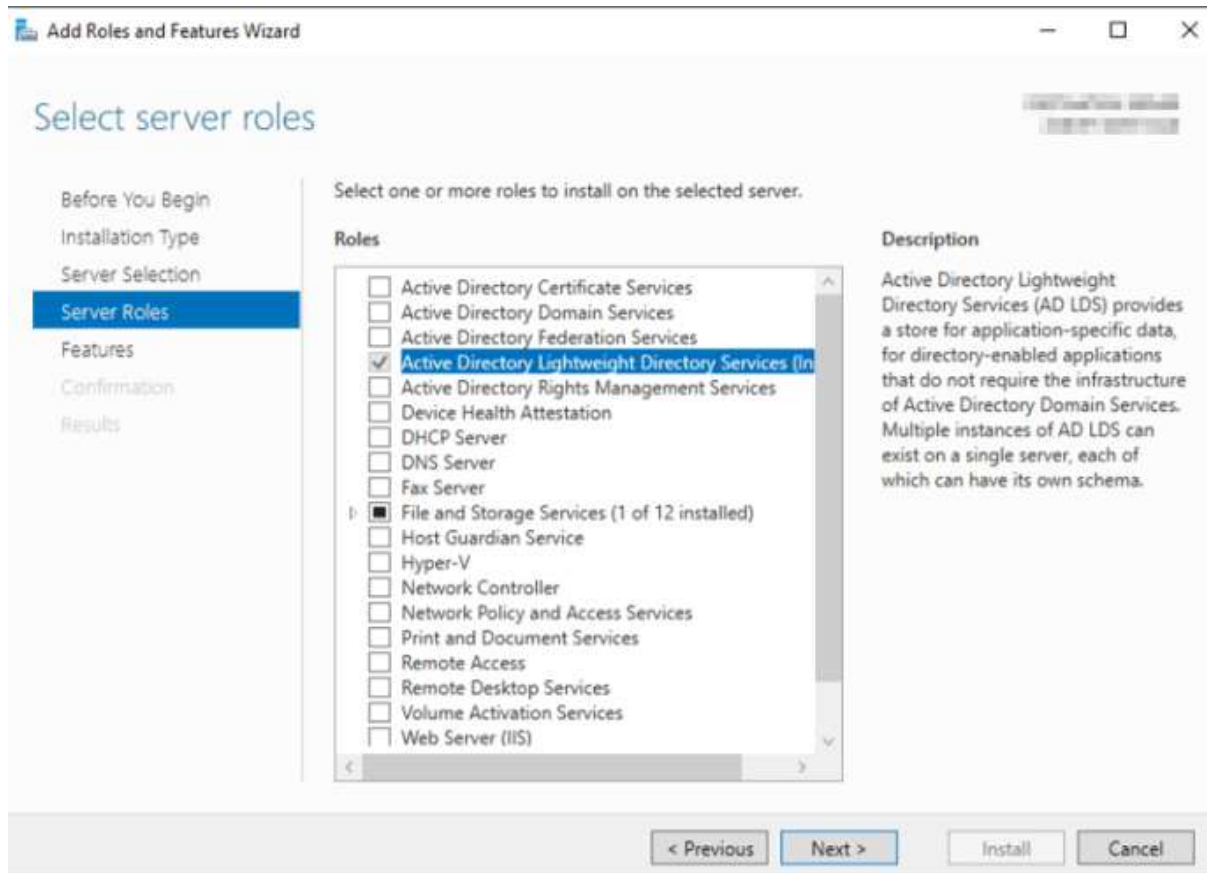 Add Roles and Features Wizard
Select server roles
Before You Begin
Installation Type
Server Selection
Server Roles
Features
Confirmation
Results
Select one or more roles to install on the selected server.
Roles
Active Directory Certificate Services
Active Directory Domain Services
Active Directory Federation Services
Active Directory Lightweight Directory Services (In
Active Directory Rights Management Services
Device Health Attestation
DHCP Server
DNS Server
Fax Server
File and Storage Services (1 of 12 installed)
Host Guardian Service
Hyper-V
Network Controller
Network Policy and Access Services
Print and Document Services
Remote Access
Remote Desktop Services
Volume Activation Services
Web Server (IIS)
Description
Active Directory Lightweight
Directory Services (AD LDS) provides
a store for application-specific data,
for directory-enabled applications
that do not require the infrastructure
of Active Directory Domain Services.
Multiple instances of AD LDS can
exist on a single server, each of
which can have its own schema.
< Previous
Next >
Install
Cancel